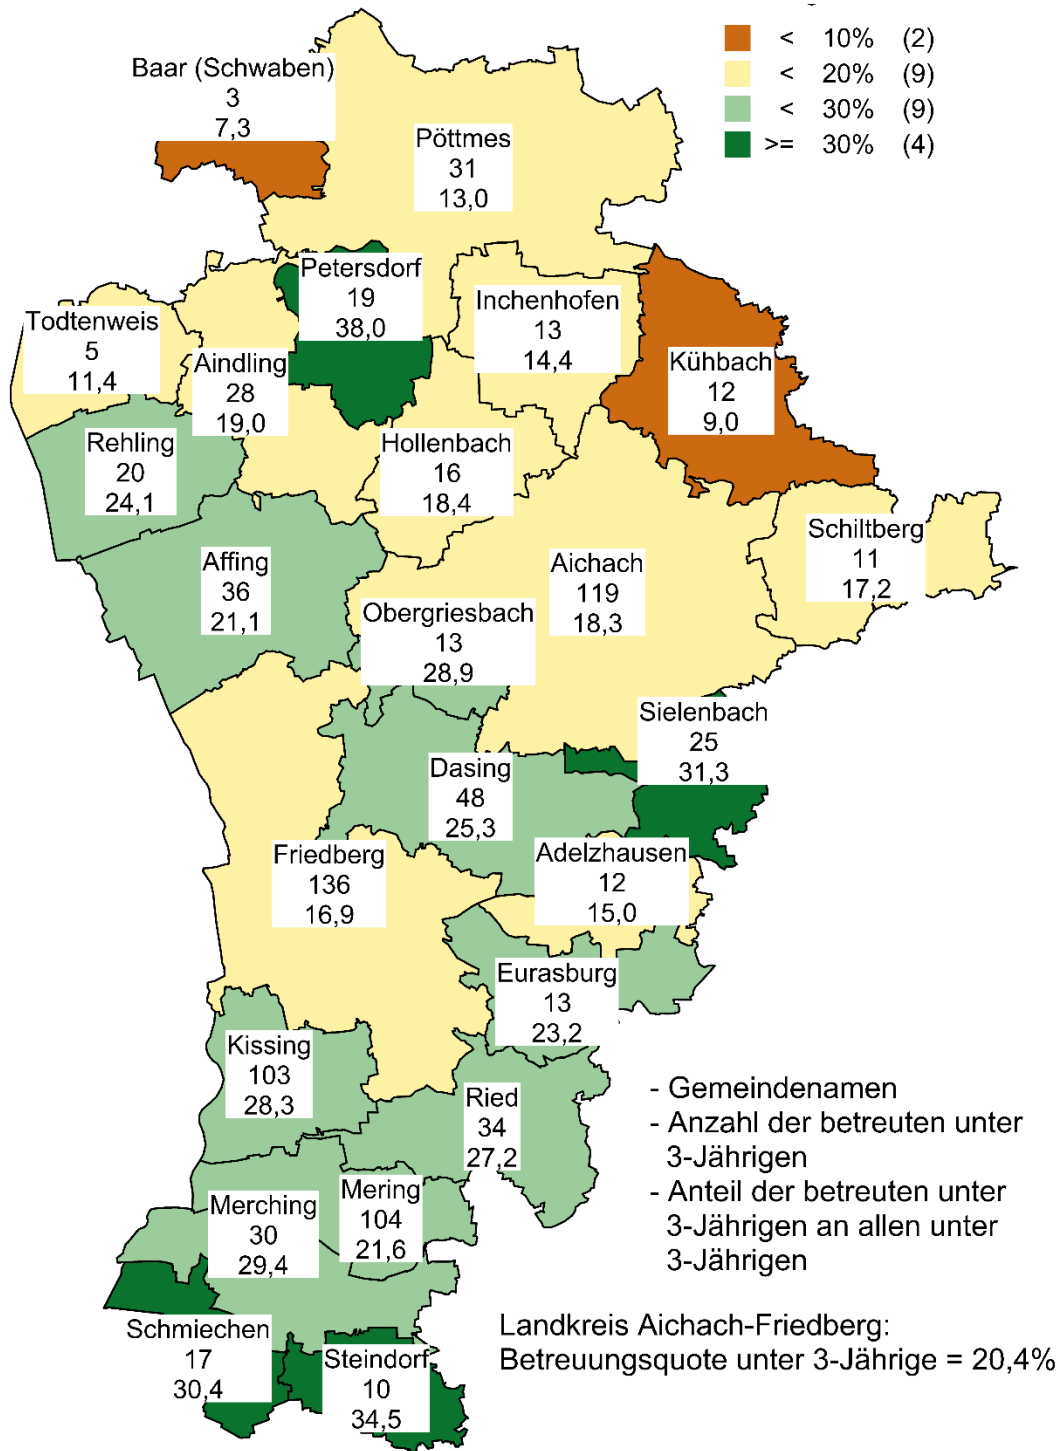 < 10% (2)
< 20% (9)
< 30% (9)
>= 30% (4)
Baar (Schwaben)
3
7,3
Pöttmes
31
13,0
Petersdorf
19
38,0
Inchenhofen
13
14,4
Todtenweis
5
11,4
Aindling
28
19,0
Kühbach
12
9,0
Rehling
20
24,1
Hollenbach
16
18,4
Schiltberg
11
17,2
Affing
36
21,1
Aichach
119
18,3
Obergriesbach
13
28,9
Sielenbach
25
31,3
Dasing
48
25,3
Friedberg
136
16,9
Adelzhausen
12
15,0
Eurasburg
13
23,2
Kissing
103
28,3
Ried
34
27,2
Merching
30
29,4
Mering
104
21,6
Schmiechen
17
30,4
Steindorf
10
34,5
- Gemeindenamen
- Anzahl der betreuten unter
3-Jährigen
- Anteil der betreuten unter
3-Jährigen an allen unter
3-Jährigen
Landkreis Aichach-Friedberg:
Betreuungsquote unter 3-Jährige = 20,4%